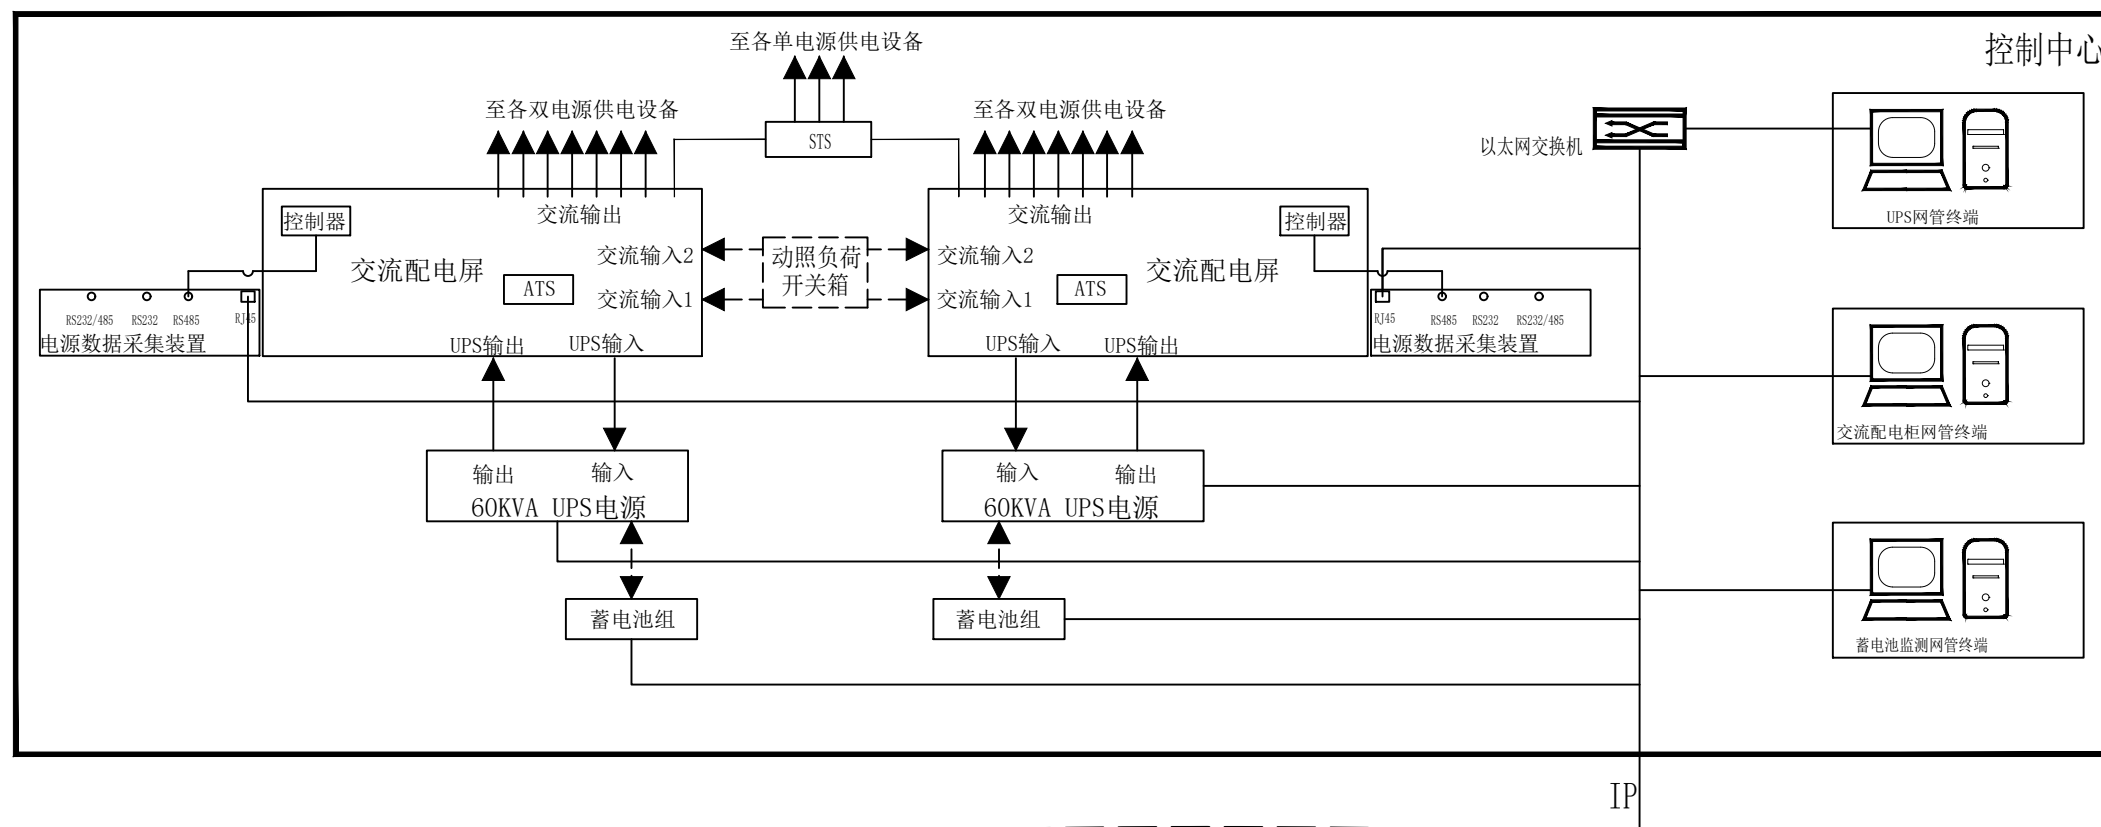 至各单电源供电设备
控制中心
至各双电源供电设备
至各双电源供电设备
STS
以太网交换机
交流输出
交流输出
控制器
控制器
UPS网管终端
交流输入2
动照负荷
开关箱
交流输入2
交流配电屏
交流配电屏
ATS
交流输入1
交流输入1
ATS
RS232/485
RS232
RS485
RJ45
RJ45
RS485
RS232
RS232/485
电源数据采集装置
UPS输出
UPS输入
UPS输入
UPS输出
电源数据采集装置
交流配电柜网管终端
输出
输入
输入
输出
60KVA UPS电源
60KVA UPS电源
蓄电池组
蓄电池组
蓄电池监测网管终端
IP